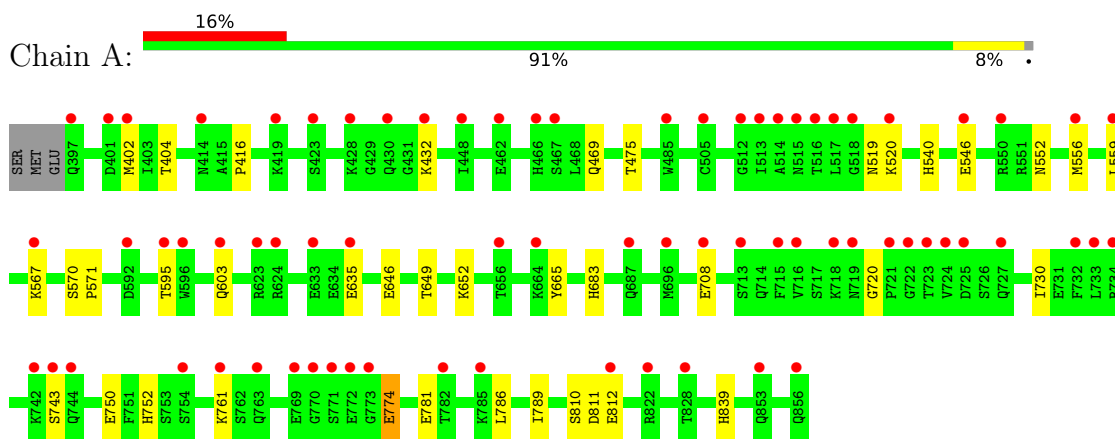 16%
Chain A:
91% 8% •
SER MET GLU Q397 D401 M402 I403 T404 N414 A415 P416 K419 S423 K428 G429 Q430 G431 K432 I448 E462 H466 S467 L468 Q469 T475 W485 C505 G512 I513 A514 N515 T516 L517 G518 N519 K520 H540 E546 R550 R551 N552 M556 L559
K567 S570 P571 D592 T595 W596 Q603 R623 R624 E633 E634 E635 E646 T649 K652 T656 K664 Y665 H683 Q687 M696 E708 S713 Q714 F715 V716 S717 K718 N719 G720 P721 G722 T723 V724 D725 S726 Q727 I730 E731 F732 L733
K742 S743 Q744 E750 F751 H752 S753 S754 K761 S762 Q763 E769 G770 S771 E772 G773 E774 E781 T782 K785 L786 I789 S810 D811 E812 R822 T828 H839 Q853 Q856